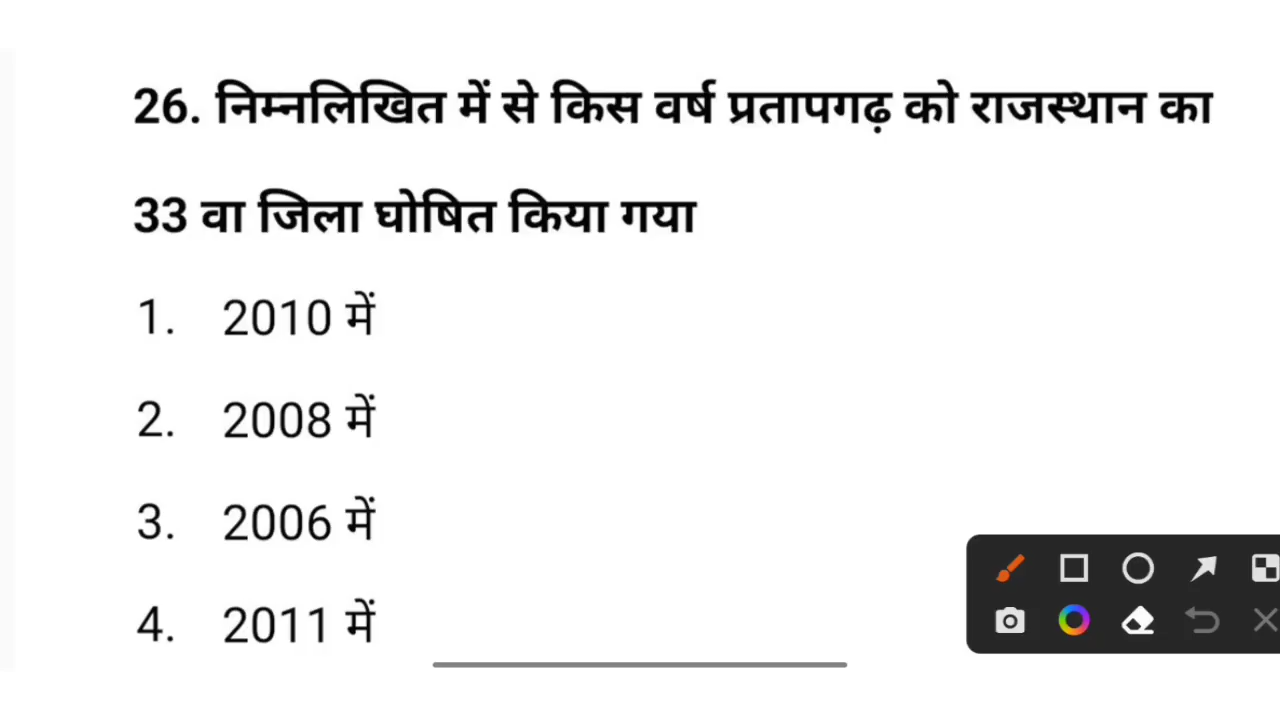 26. निम्नलिखित में से किस वर्ष प्रतापगढ़ को राजस्थान का
33 वा जिला घोषित किया गया
1. 2010 में
2. 2008 में
3. 2006 में
4. 2011 में